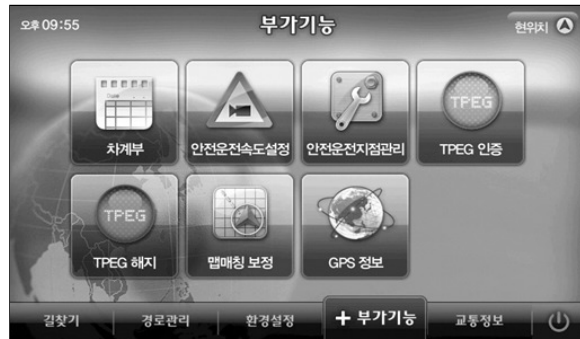 오후 09:55
부가기능
현위치
차계부
안전운전속도설정
안전운전지점관리
TPEG
TPEG 인증
TPEG
TPEG 해지
맵매칭 보정
GPS 정보
길찾기
경로관리
환경설정
+ 부가기능
교통정보